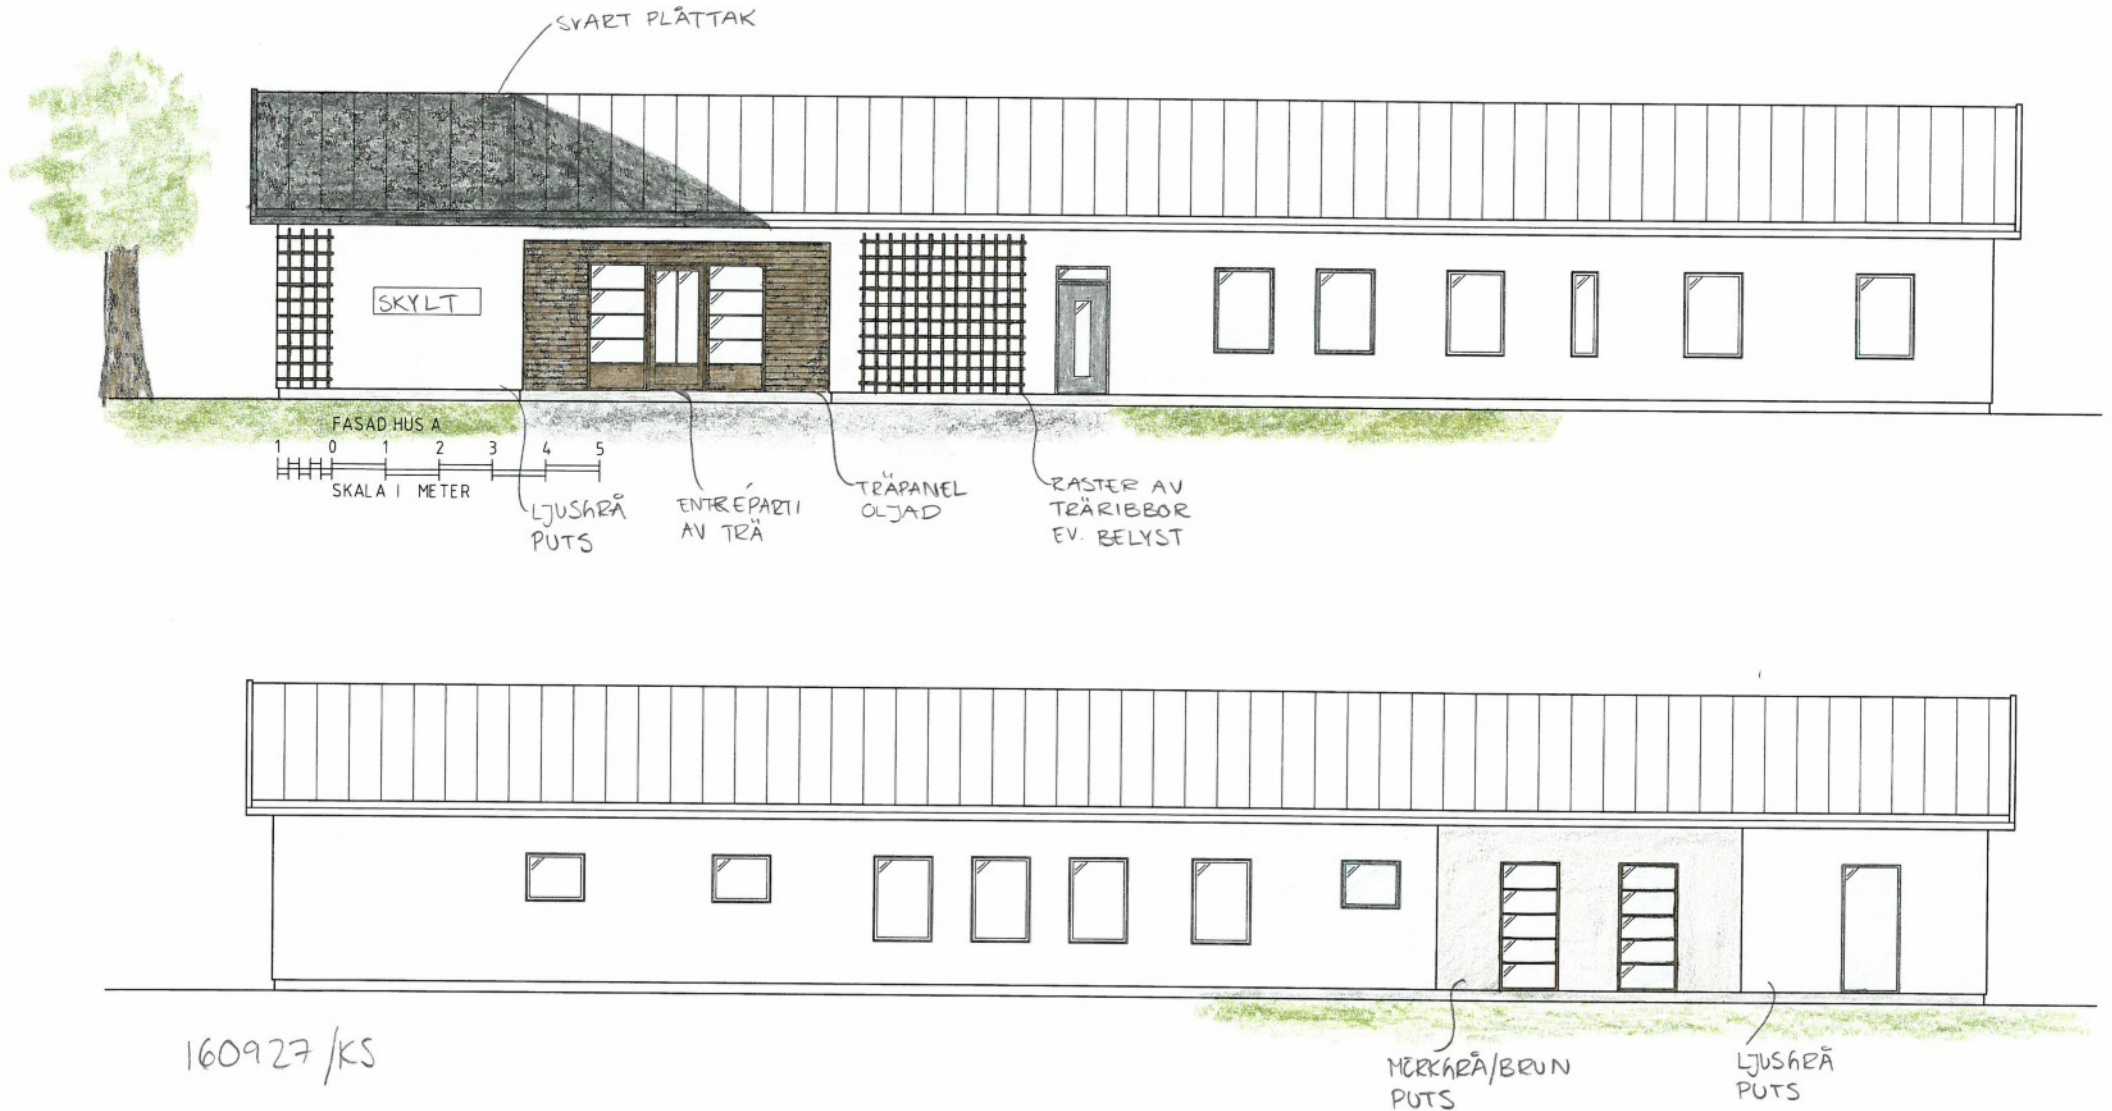 SVART PLÅTTAK
SKYLT
FASAD HUS A
1 0 1 2 3 4 5
SKALA I METER
LJUSGRÅ
PUTS
ENTRÉPARTI
AV TRÄ
TRÄPANEL
OLJAD
RASTER AV
TRÄRIBBOR
EV. BELYST
160927/KS
MÖRKGRÅ/BRUN
PUTS
LJUSGRÅ
PUTS